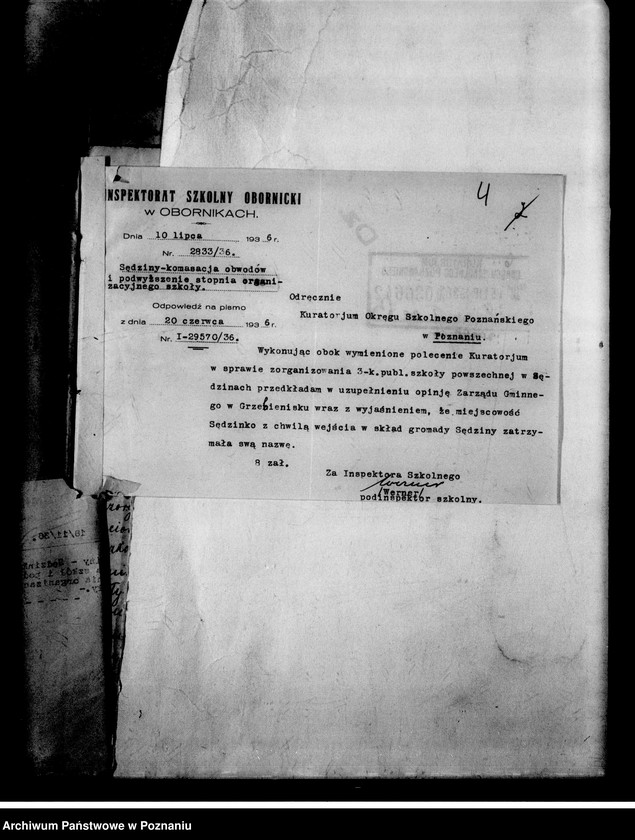 4
INSPEKTORAT SZKOLNY OBORNICKI
W OBORNIKACH.
Dnia 10 lipca 1936 r.
Nr. 2833/36.
Sędziny-komasacja obwodów
i podwyższenie stopnia organi-
zacyjnego szkoły.
Odpowiedź na pismo
z dnia 20 czerwca 1936 r.
Nr. I-29570/36.
Odręcznie
Kuratorjum Okręgu Szkolnego Poznańskiego
w Poznaniu.
Wykonując obok wymienione polecenie Kuratorjum
w sprawie zorganizowania 3-k.publ.szkoły powszechnej w Sę-
dzinach przedkładam w uzupełnieniu opinję Zarządu Gminne-
go w Grzebienisku wraz z wyjaśnieniem, że miejscowość
Sędzinko z chwilą wejścia w skład gromady Sędziny zatrzy-
mała swą nazwę.
8 zał.
Za Inspektora Szkolnego
/Werner/
podinspektor szkolny.
Archiwum Państwowe w Poznaniu